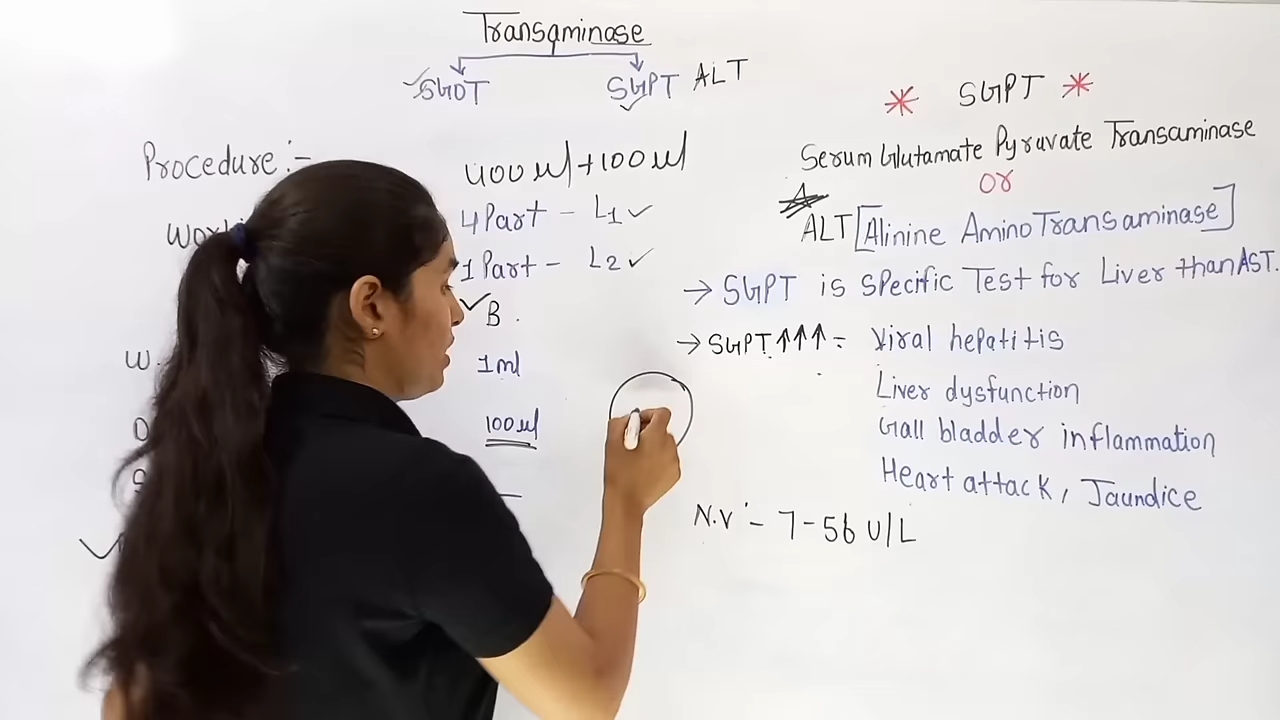 Transaminase
SGOT SGPT ALT
Procedure:-
400 ul + 100 ul
4 Part - L1 ✓
1 Part - L2 ✓
B
W
1 ml
100 ul
* SGPT *
Serum Glutamate Pyruvate Transaminase
Or
ALT [Alinine AminoTransaminase]
→ SGPT is Specific Test for Liver than AST.
→ SGPT ↑↑↑ = Viral hepatitis
Liver dysfunction
Gall bladder inflammation
Heart attack, Jaundice
N.V :- 7-56 U/L